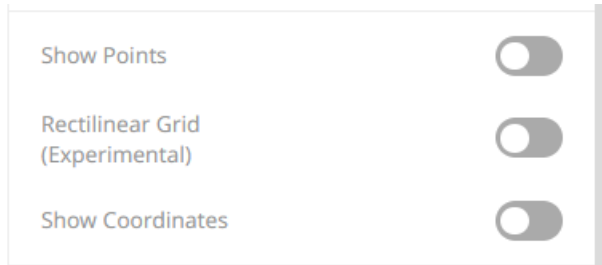 Show Points
Rectilinear Grid
(Experimental)
Show Coordinates